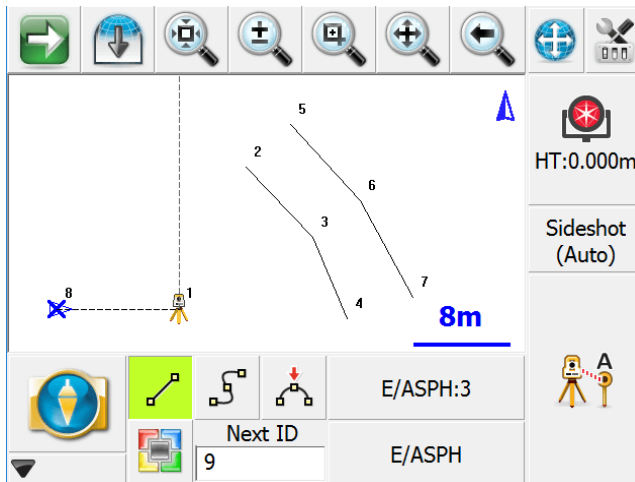 5
2
6
3
7
4
8
1
8m
HT:0.000m
Sideshot
(Auto)
A
E/ASPH:3
Next ID
9
E/ASPH